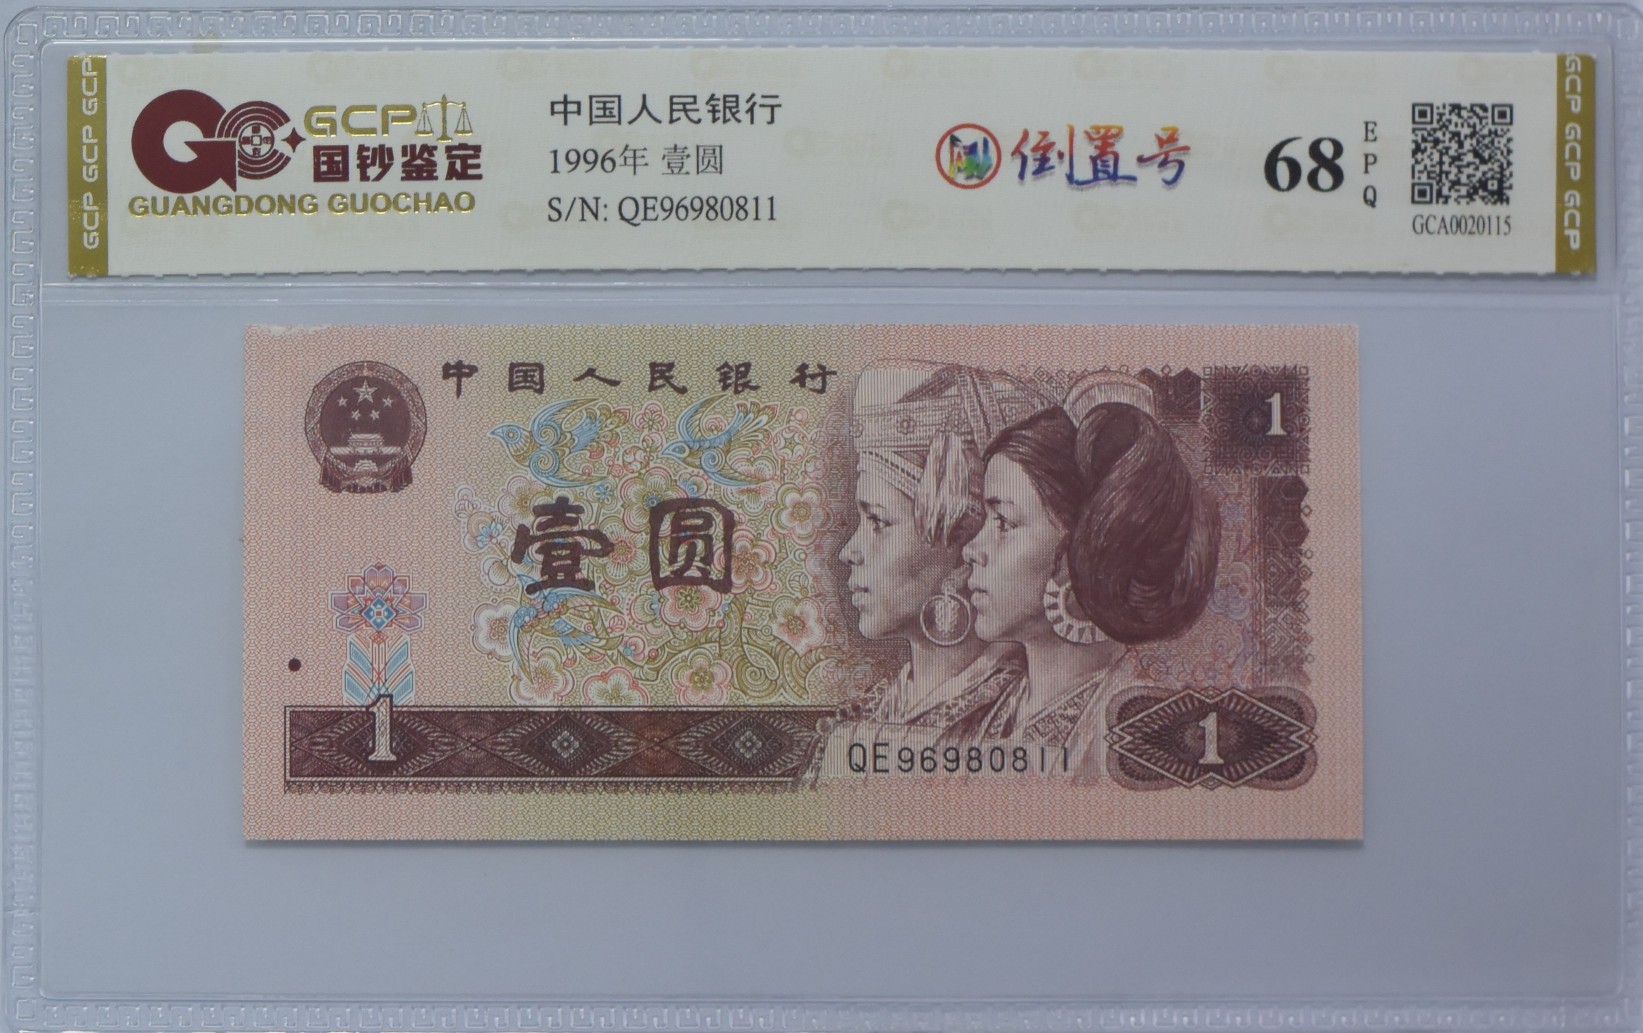 GCP GCP GCP
GCP
国钞鉴定
GUANGDONG GUOCHAO
中国人民银行
1996年 壹圆
S/N: QE96980811
倒置号
68
EPQ
GCA0020115
GCP GCP GCP
中国人民银行
1
壹圆
1
QE96980811
1